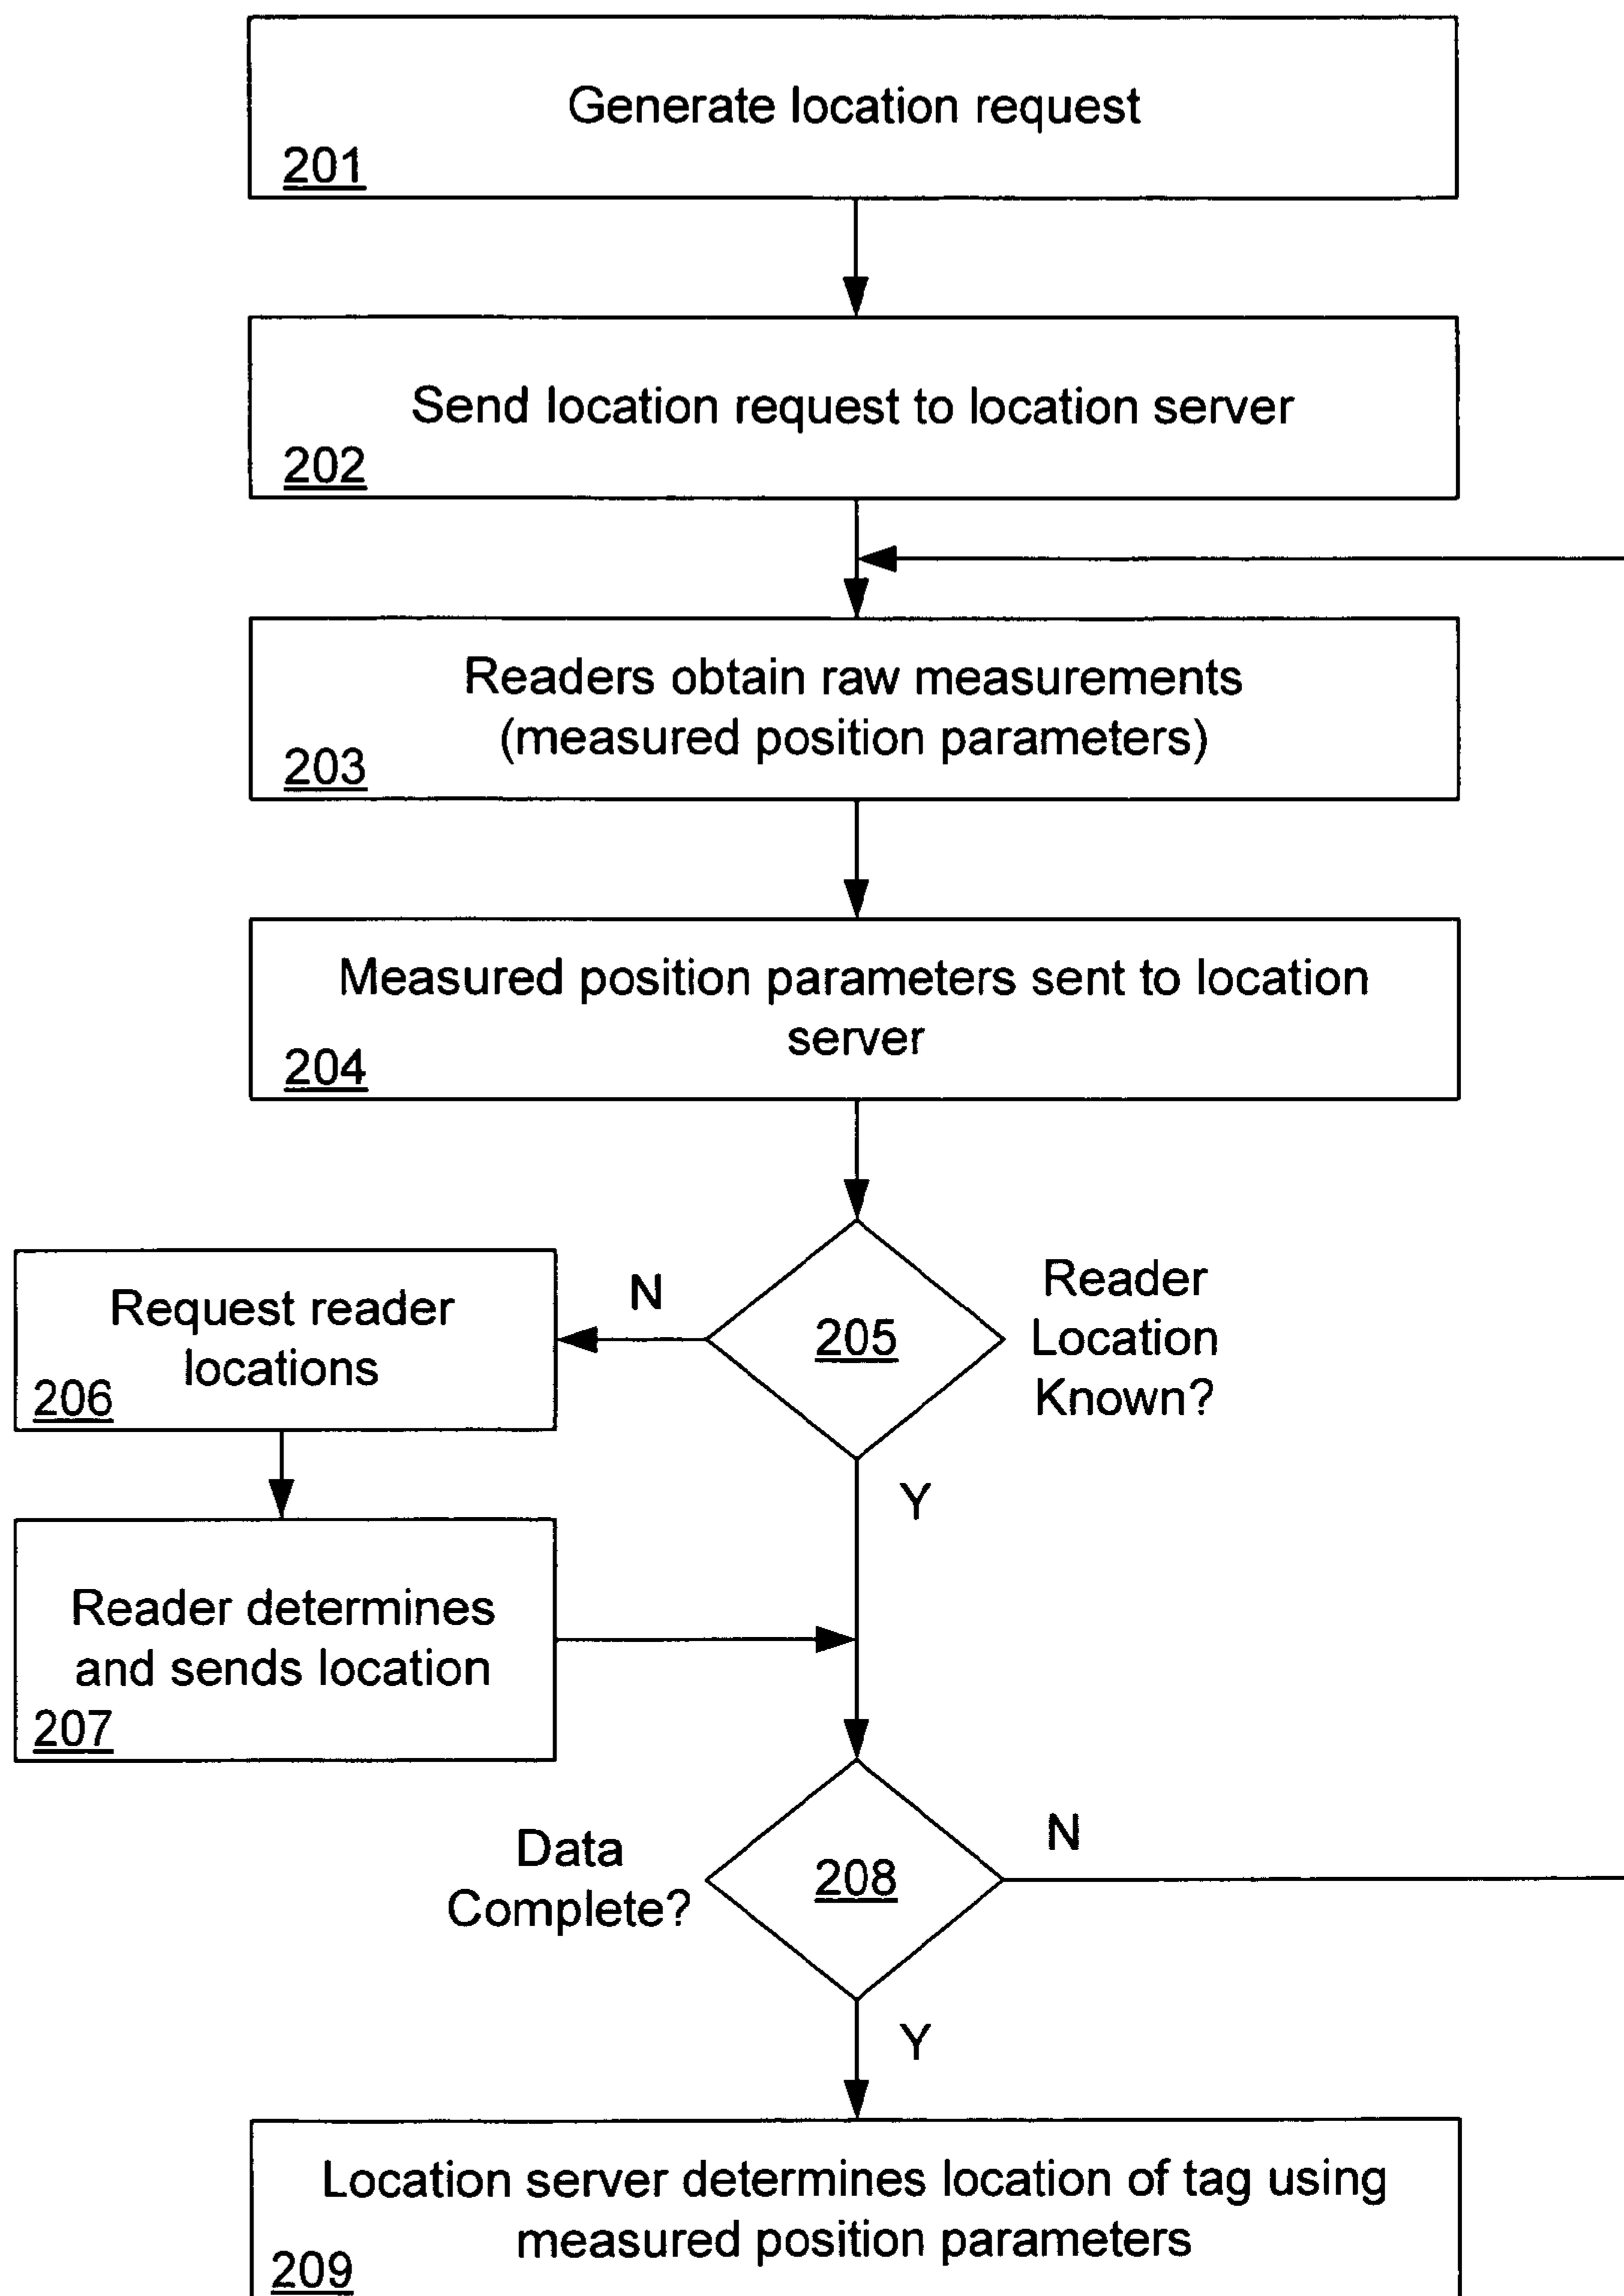 Generate location request
201
Send location request to location server
202
Readers obtain raw measurements
(measured position parameters)
203
Measured position parameters sent to location
server
204
Reader
Location
Known?
205
N
Y
Request reader
locations
206
Reader determines
and sends location
207
Data
Complete?
208
N
Y
Location server determines location of tag using
measured position parameters
209